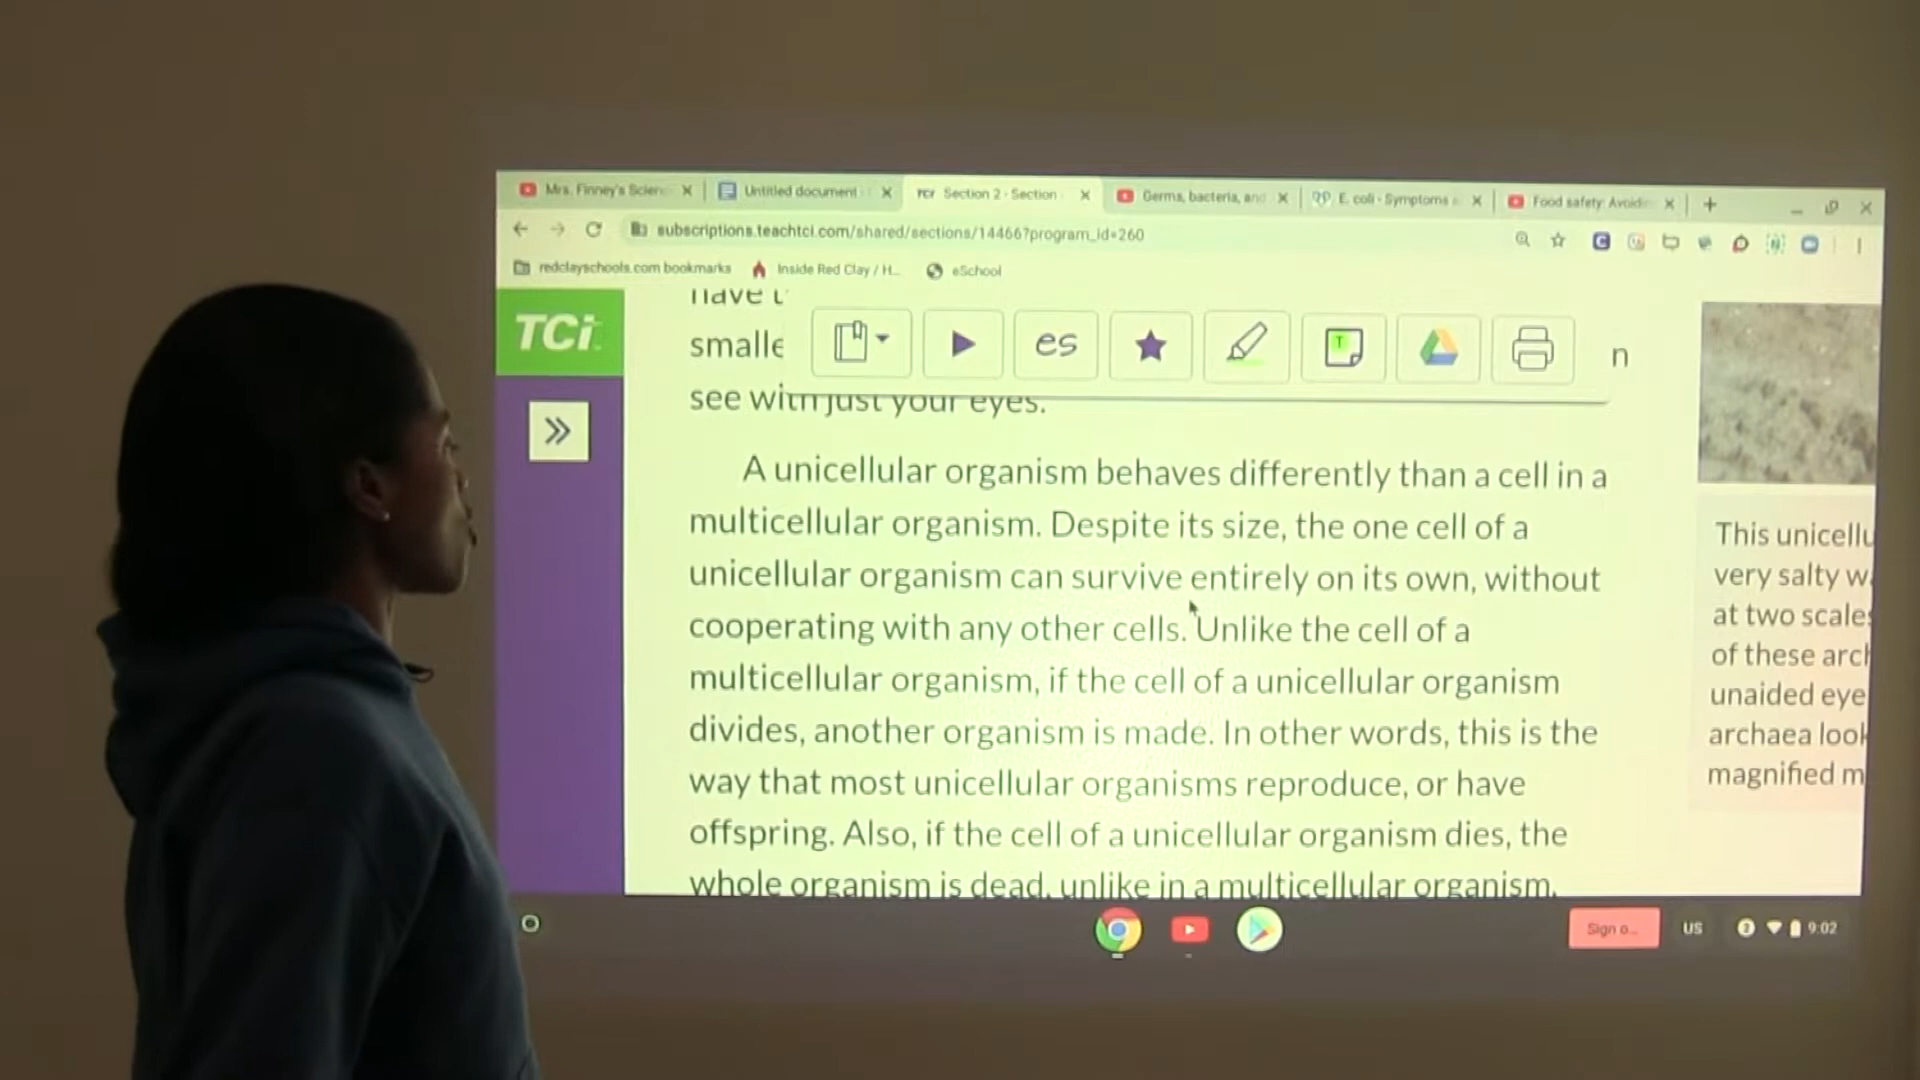 Mrs. Finney's Scien
Untitled document
TCi Section 2 - Section
Germs, bacteria, and
E. coli - Symptoms
Food safety: Avoidi
subscriptions.teachtci.com/shared/sections/14466?program_id=260
redclayschools.com bookmarks
Inside Red Clay / H...
eSchool
TCi
es
T
smalle
n
see with just your eyes.
A unicellular organism behaves differently than a cell in a
multicellular organism. Despite its size, the one cell of a
unicellular organism can survive entirely on its own, without
cooperating with any other cells. Unlike the cell of a
multicellular organism, if the cell of a unicellular organism
divides, another organism is made. In other words, this is the
way that most unicellular organisms reproduce, or have
offspring. Also, if the cell of a unicellular organism dies, the
whole organism is dead, unlike in a multicellular organism.
This unicellu
very salty w
at two scales
of these arch
unaided eye
archaea look
magnified m
Sign o...
US
9:02